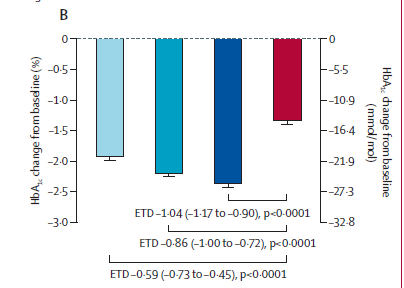 B
HbA1c change from baseline (%)
0
–0·5
–1·0
–1·5
–2·0
–2·5
–3·0
0
–5·5
–10·9
–16·4
–21·9
–27·3
–32·8
HbA1c change from baseline
(mmol/mol)
ETD –1·04 (–1·17 to –0·90), p<0·0001
ETD –0·86 (–1·00 to –0·72), p<0·0001
ETD –0·59 (–0·73 to –0·45), p<0·0001